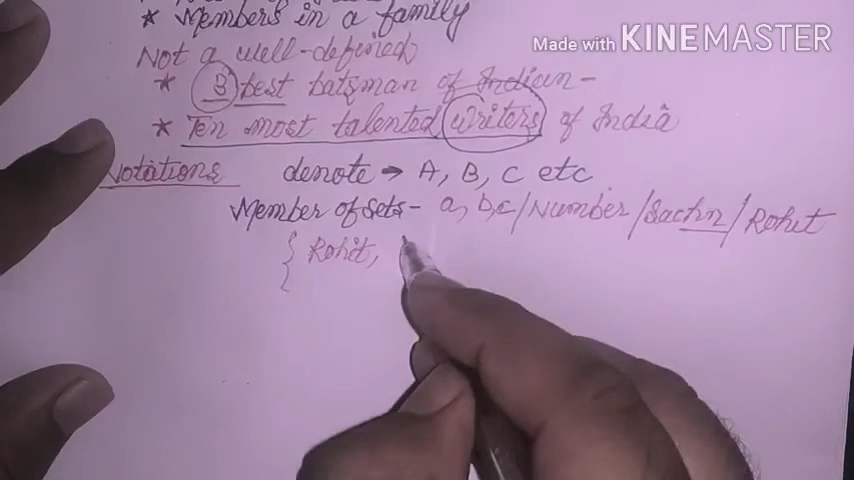 * Members in a family
Made with KINEMASTER
Not a well-defined
* 3 best batsman of Indian -
* Ten most talented writers of India
Notations denote → A, B, C etc
Member of sets - a, b, c / Number / Sachin / Rohit
{ Rohit,